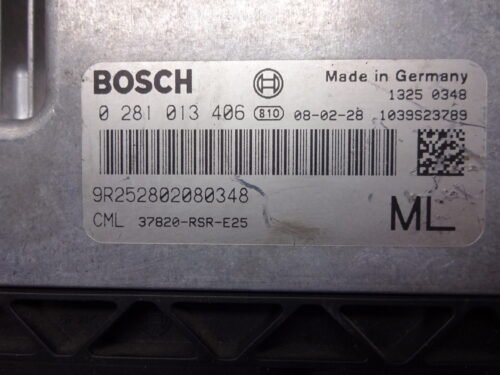 BOSCH Made in Germany
1325 0348
0 281 013 406 810 08-02-28 1039S23789
9R252802080348
CML 37820-RSR-E25 ML